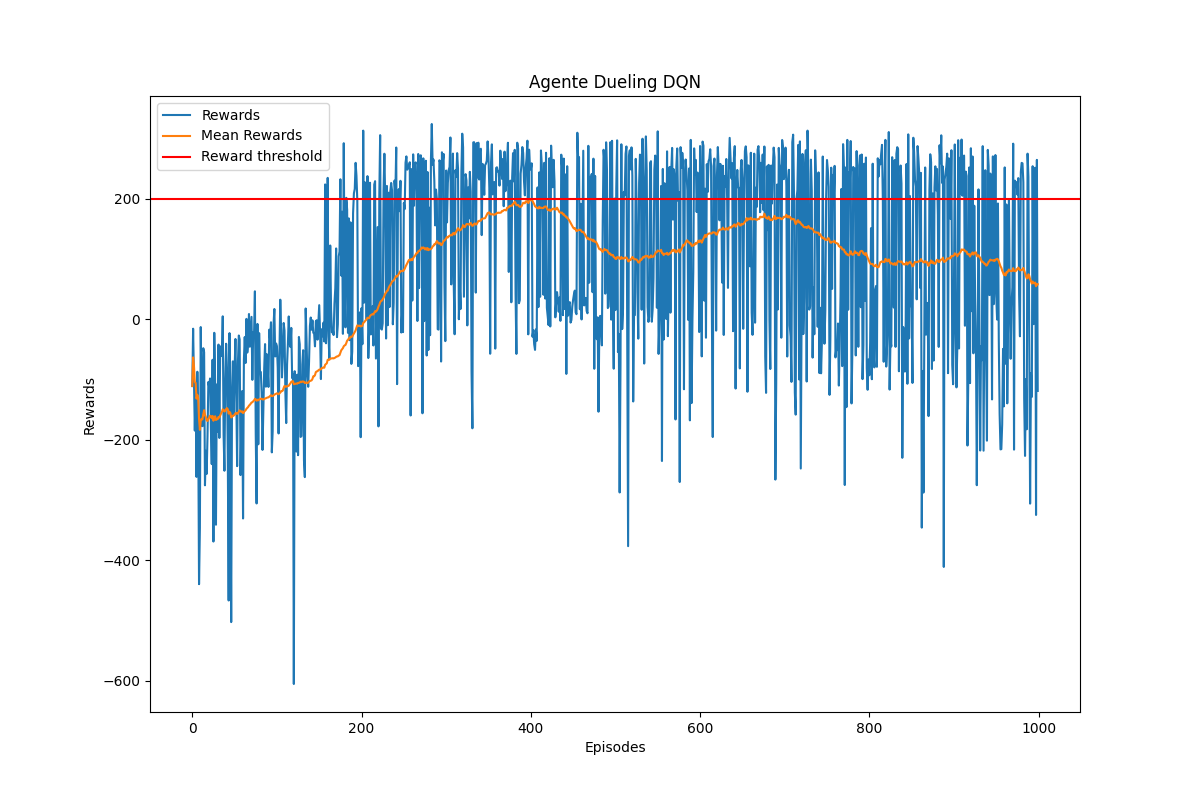 Agente Dueling DQN
Rewards
Mean Rewards
Reward threshold
200
0
−200
−400
−600
Rewards
0
200
400
600
800
1000
Episodes